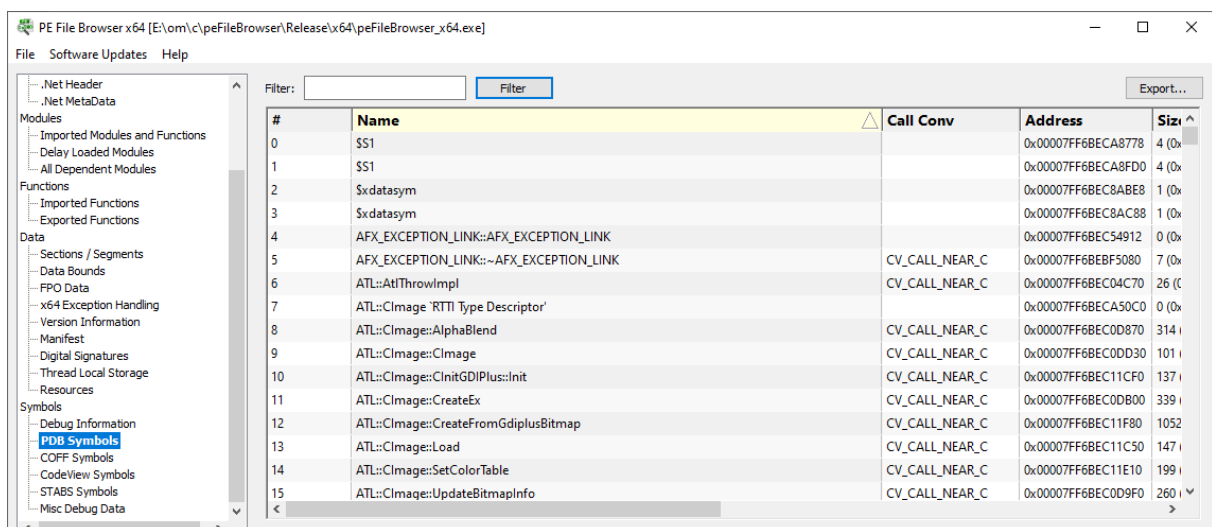 PE File Browser x64 [E:\om\c\peFileBrowser\Release\x64\peFileBrowser_x64.exe]
File Software Updates Help
.Net Header
.Net MetaData
Modules
Imported Modules and Functions
Delay Loaded Modules
All Dependent Modules
Functions
Imported Functions
Exported Functions
Data
Sections / Segments
Data Bounds
FPO Data
x64 Exception Handling
Version Information
Manifest
Digital Signatures
Thread Local Storage
Resources
Symbols
Debug Information
PDB Symbols
COFF Symbols
CodeView Symbols
STABS Symbols
Misc Debug Data
Filter: Filter Export...
# Name Call Conv Address Size
0 $S1 0x00007FF6BECA8778 4 (0x
1 $S1 0x00007FF6BECA8FD0 4 (0x
2 $xdatasym 0x00007FF6BEC8ABE8 1 (0x
3 $xdatasym 0x00007FF6BEC8AC88 1 (0x
4 AFX_EXCEPTION_LINK::AFX_EXCEPTION_LINK 0x00007FF6BEC54912 0 (0x
5 AFX_EXCEPTION_LINK::~AFX_EXCEPTION_LINK CV_CALL_NEAR_C 0x00007FF6BEBF5080 7 (0x
6 ATL::AtlThrowImpl CV_CALL_NEAR_C 0x00007FF6BEC04C70 26 (0
7 ATL::CImage `RTTI Type Descriptor' 0x00007FF6BECA50C0 0 (0x
8 ATL::CImage::AlphaBlend CV_CALL_NEAR_C 0x00007FF6BEC0D870 314 (
9 ATL::CImage::CImage CV_CALL_NEAR_C 0x00007FF6BEC0DD30 101 (
10 ATL::CImage::CInitGDIPlus::Init CV_CALL_NEAR_C 0x00007FF6BEC11CF0 137 (
11 ATL::CImage::CreateEx CV_CALL_NEAR_C 0x00007FF6BEC0DB00 339 (
12 ATL::CImage::CreateFromGdiplusBitmap CV_CALL_NEAR_C 0x00007FF6BEC11F80 1052
13 ATL::CImage::Load CV_CALL_NEAR_C 0x00007FF6BEC11C50 147 (
14 ATL::CImage::SetColorTable CV_CALL_NEAR_C 0x00007FF6BEC11E10 199 (
15 ATL::CImage::UpdateBitmapInfo CV_CALL_NEAR_C 0x00007FF6BEC0D9F0 260 (